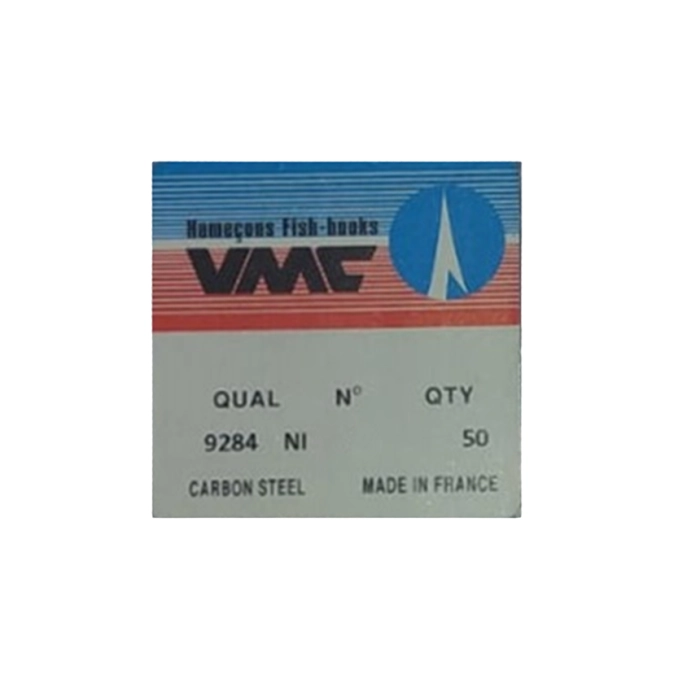 Hameçons Fish-hooks
VMC
QUAL N° QTY
9284 NI 50
CARBON STEEL MADE IN FRANCE